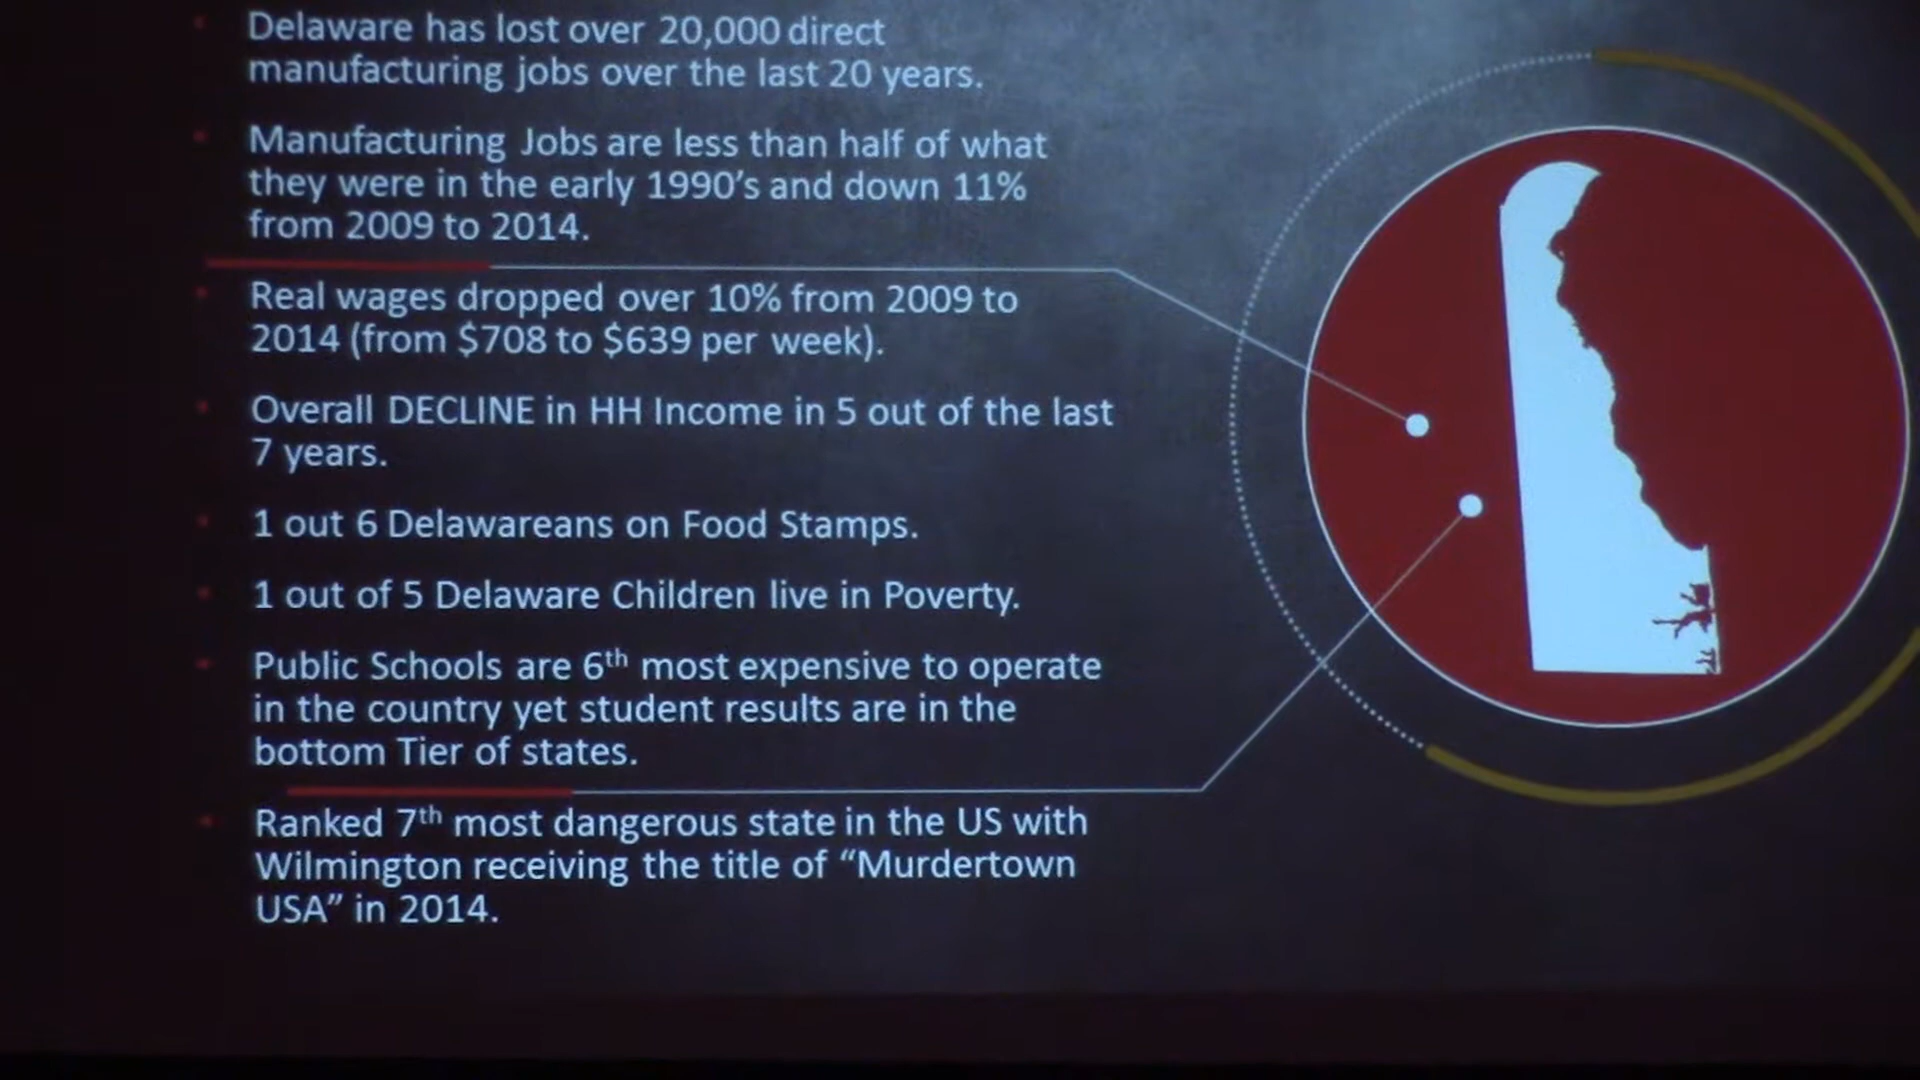 Delaware has lost over 20,000 direct
manufacturing jobs over the last 20 years.
Manufacturing Jobs are less than half of what
they were in the early 1990's and down 11%
from 2009 to 2014.
Real wages dropped over 10% from 2009 to
2014 (from $708 to $639 per week).
Overall DECLINE in HH Income in 5 out of the last
7 years.
1 out 6 Delawareans on Food Stamps.
1 out of 5 Delaware Children live in Poverty.
Public Schools are 6th most expensive to operate
in the country yet student results are in the
bottom Tier of states.
Ranked 7th most dangerous state in the US with
Wilmington receiving the title of “Murdertown
USA” in 2014.